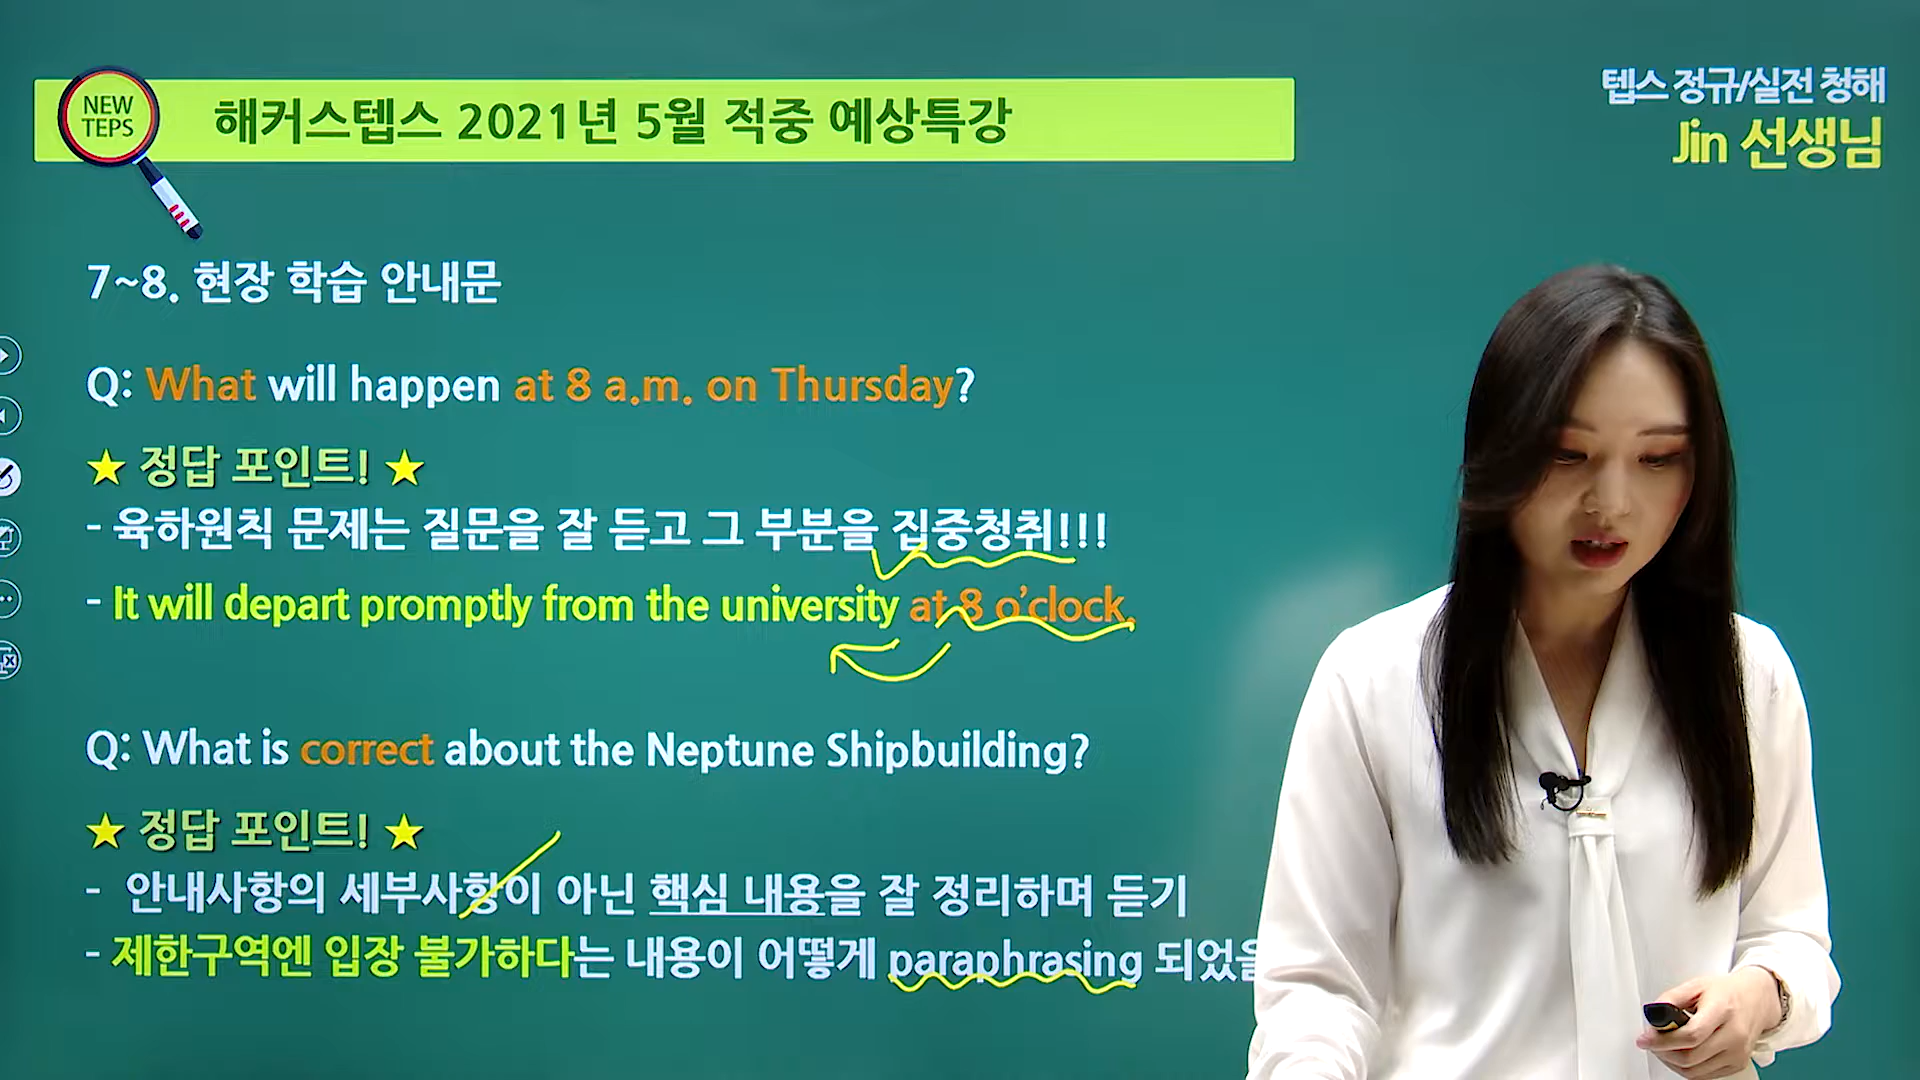 NEW
TEPS
해커스텝스 2021년 5월 적중 예상특강
텝스 정규/실전 청해
Jin 선생님
7~8. 현장 학습 안내문
Q: What will happen at 8 a.m. on Thursday?
★ 정답 포인트! ★
- 육하원칙 문제는 질문을 잘 듣고 그 부분을 집중청취!!!
- It will depart promptly from the university at 8 o'clock.
Q: What is correct about the Neptune Shipbuilding?
★ 정답 포인트! ★
- 안내사항의 세부사항이 아닌 핵심 내용을 잘 정리하며 듣기
- 제한구역엔 입장 불가하다는 내용이 어떻게 paraphrasing 되었을